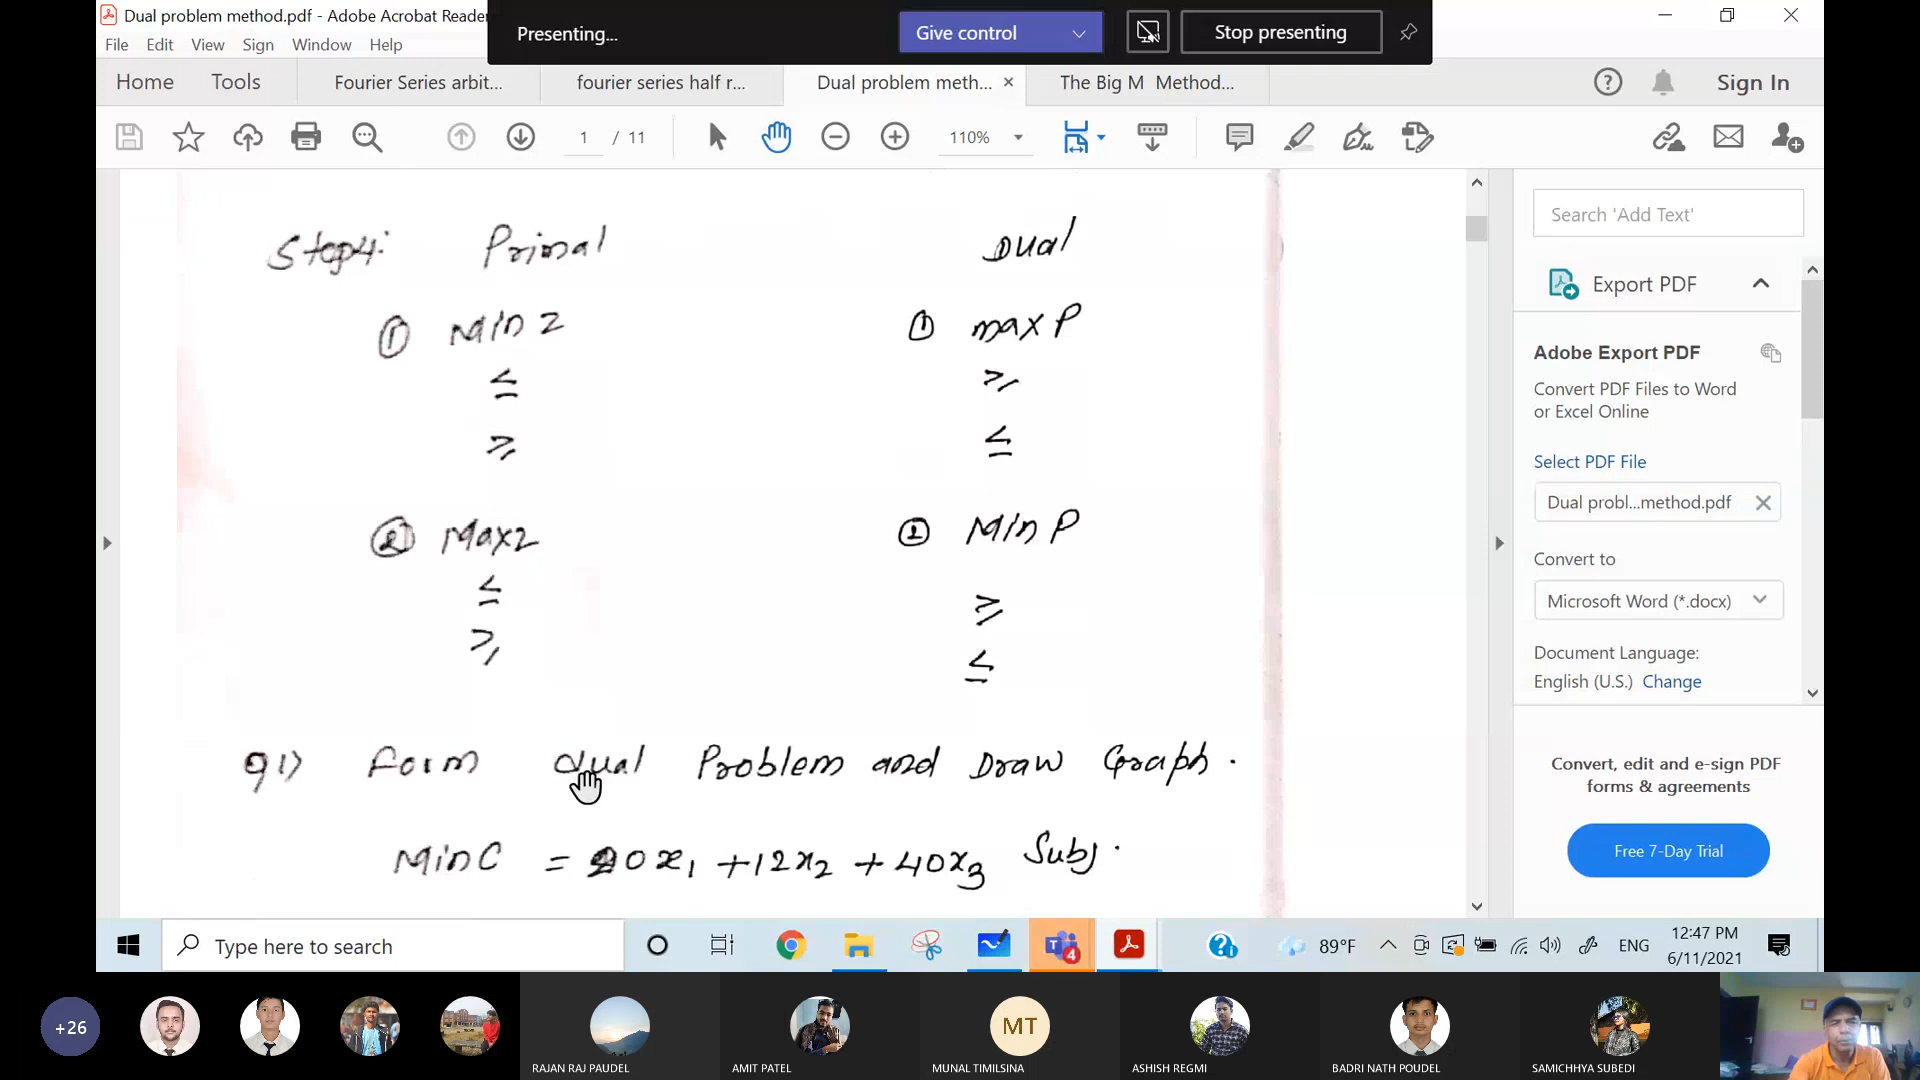 Dual problem method.pdf - Adobe Acrobat Reader
Presenting...
Give control
Stop presenting
File Edit View Sign Window Help
Home Tools Fourier Series arbit... fourier series half r... Dual problem meth... × The Big M Method... Sign In
1 / 11 110%
Step4: Primal Dual
① Min Z ① max P
≤ ≥
≥ ≤
② Max Z ② Min P
≤ ≥
≥ ≤
Q1) Form dual Problem and Draw Graph.
Min C = 20x₁ + 12x₂ + 40x₃ Subj.
Search 'Add Text'
Export PDF
Adobe Export PDF
Convert PDF Files to Word
or Excel Online
Select PDF File
Dual probl...method.pdf
Convert to
Microsoft Word (*.docx)
Document Language:
English (U.S.) Change
Convert, edit and e-sign PDF
forms & agreements
Free 7-Day Trial
Type here to search
4
89°F
ENG
12:47 PM
6/11/2021
+26
MT
RAJAN RAJ PAUDEL AMIT PATEL MUNAL TIMILSINA ASHISH REGMI BADRI NATH POUDEL SAMICHHYA SUBEDI